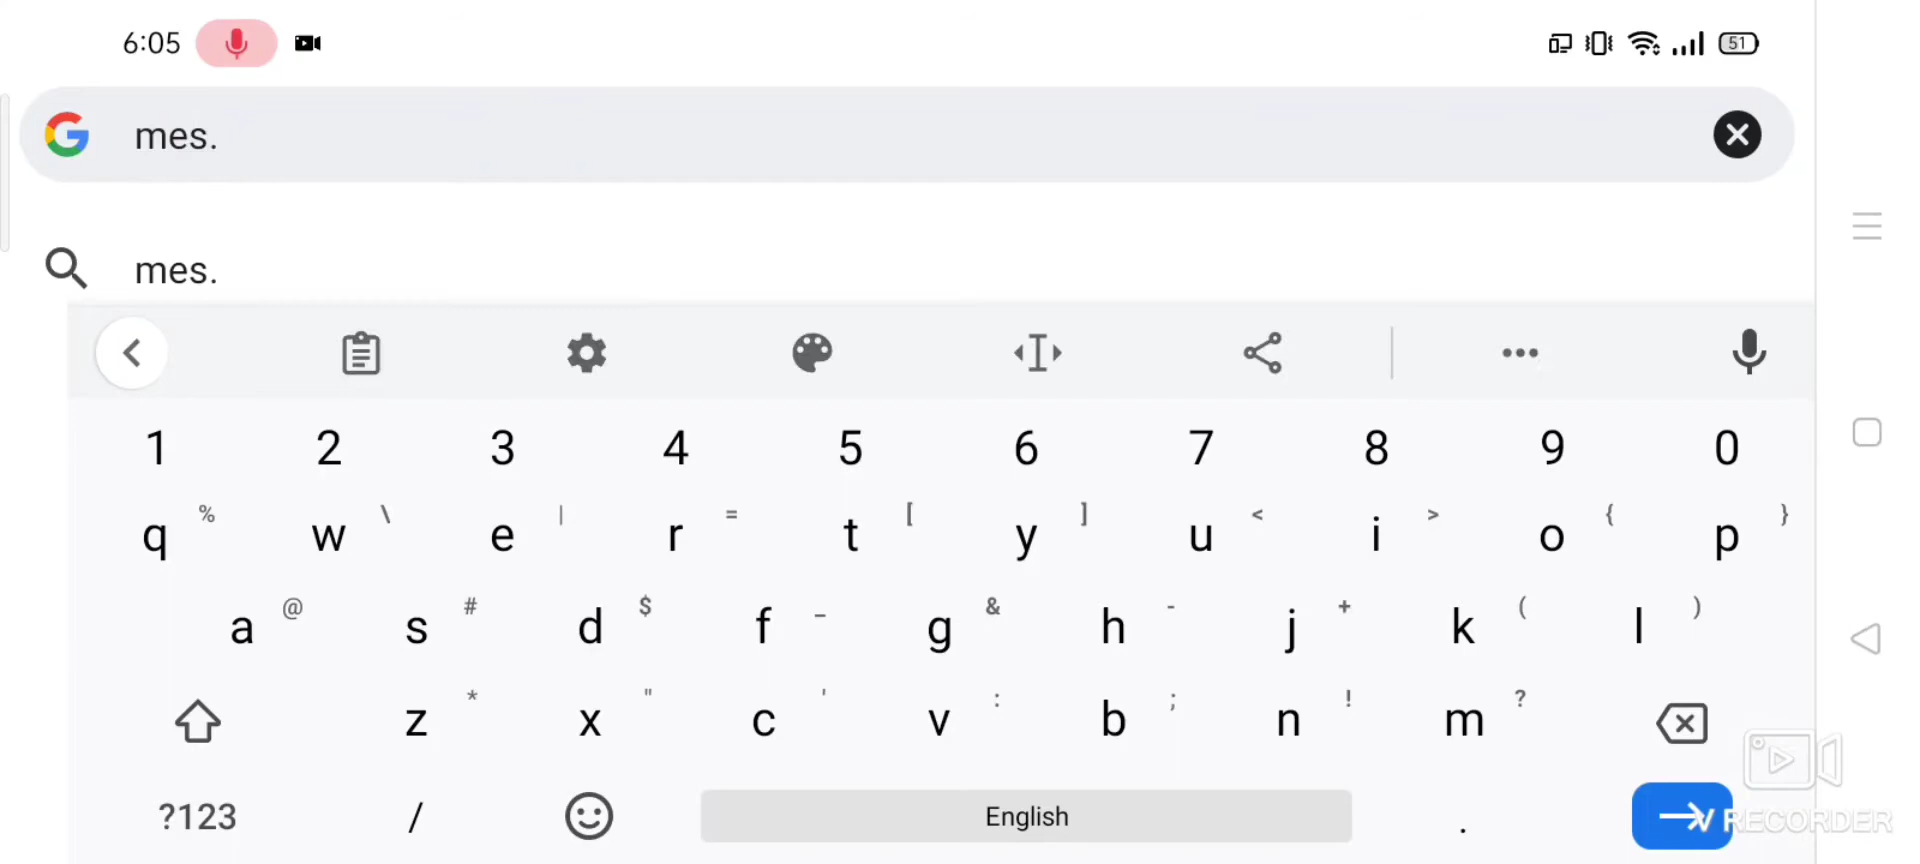 6:05 51
mes.
mes.
1 2 3 4 5 6 7 8 9 0
q % w \ e | r = t [ y ] u < i > o { p }
a @ s # d $ f _ g & h - j + k ( l )
z * x " c ' v : b ; n ! m ?
?123 / English .
V RECORDER